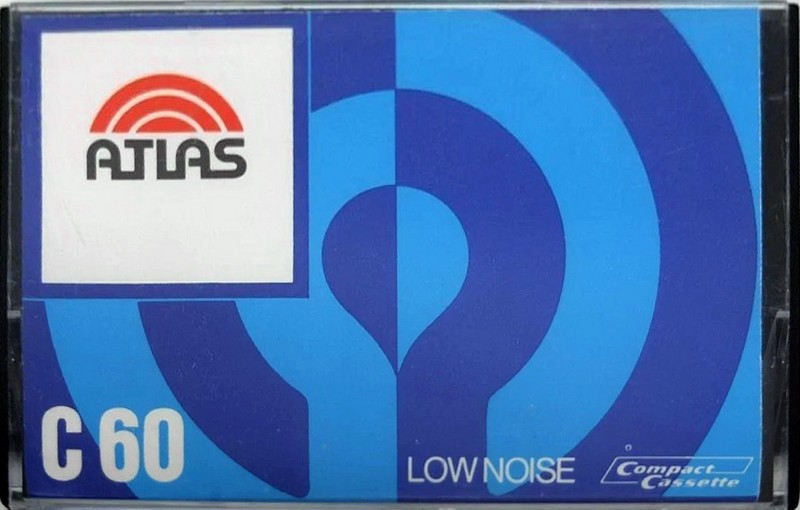 ATLAS
C 60
LOW NOISE
Compact
Cassette